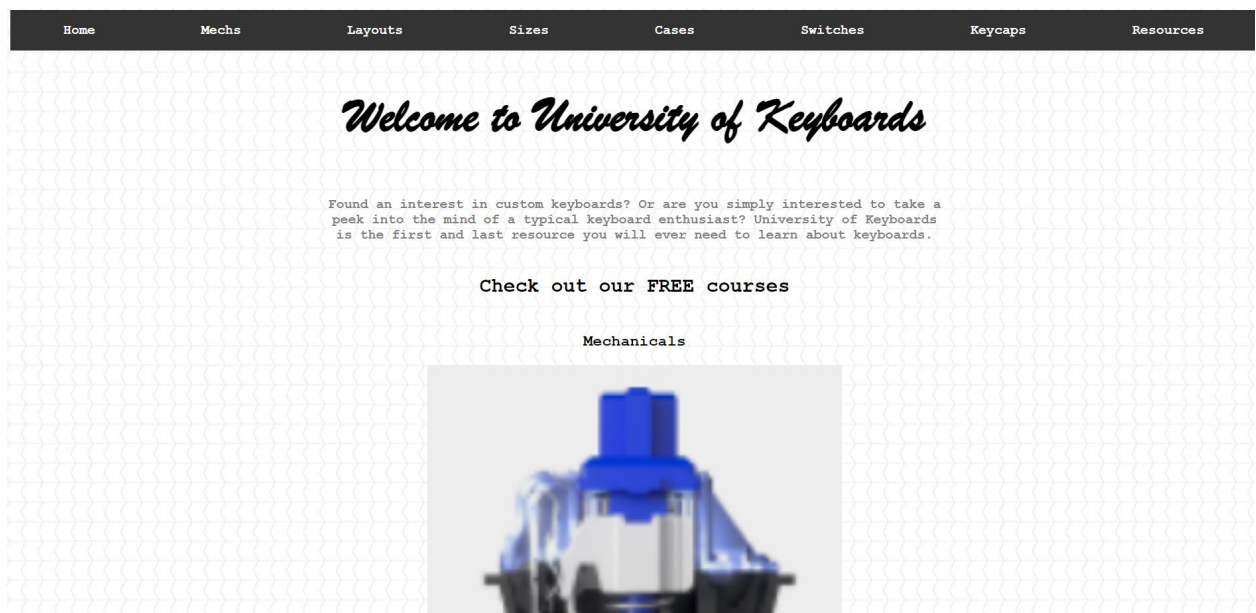 Home Mechs Layouts Sizes Cases Switches Keycaps Resources
Welcome to University of Keyboards
Found an interest in custom keyboards? Or are you simply interested to take a
peek into the mind of a typical keyboard enthusiast? University of Keyboards
is the first and last resource you will ever need to learn about keyboards.
Check out our FREE courses
Mechanicals